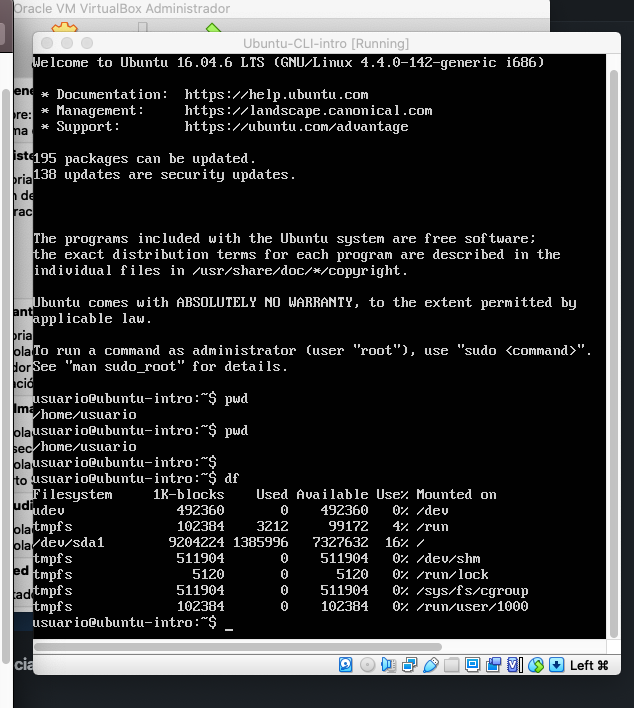 Oracle VM VirtualBox Administrador
Ubuntu-CLI-intro [Running]
Welcome to Ubuntu 16.04.6 LTS (GNU/Linux 4.4.0-142-generic i686)
* Documentation:  https://help.ubuntu.com
* Management:     https://landscape.canonical.com
* Support:        https://ubuntu.com/advantage
195 packages can be updated.
138 updates are security updates.
The programs included with the Ubuntu system are free software;
the exact distribution terms for each program are described in the
individual files in /usr/share/doc/*/copyright.
Ubuntu comes with ABSOLUTELY NO WARRANTY, to the extent permitted by
applicable law.
To run a command as administrator (user "root"), use "sudo <command>".
See "man sudo_root" for details.
usuario@ubuntu-intro:~$ pwd
/home/usuario
usuario@ubuntu-intro:~$ pwd
/home/usuario
usuario@ubuntu-intro:~$
usuario@ubuntu-intro:~$ df
Filesystem     1K-blocks    Used Available Use% Mounted on
udev              492360       0    492360   0% /dev
tmpfs             102384    3212     99172   4% /run
/dev/sda1        9204224 1385996   7327632  16% /
tmpfs             511904       0    511904   0% /dev/shm
tmpfs               5120       0      5120   0% /run/lock
tmpfs             511904       0    511904   0% /sys/fs/cgroup
tmpfs             102384       0    102384   0% /run/user/1000
usuario@ubuntu-intro:~$ _
Left ⌘